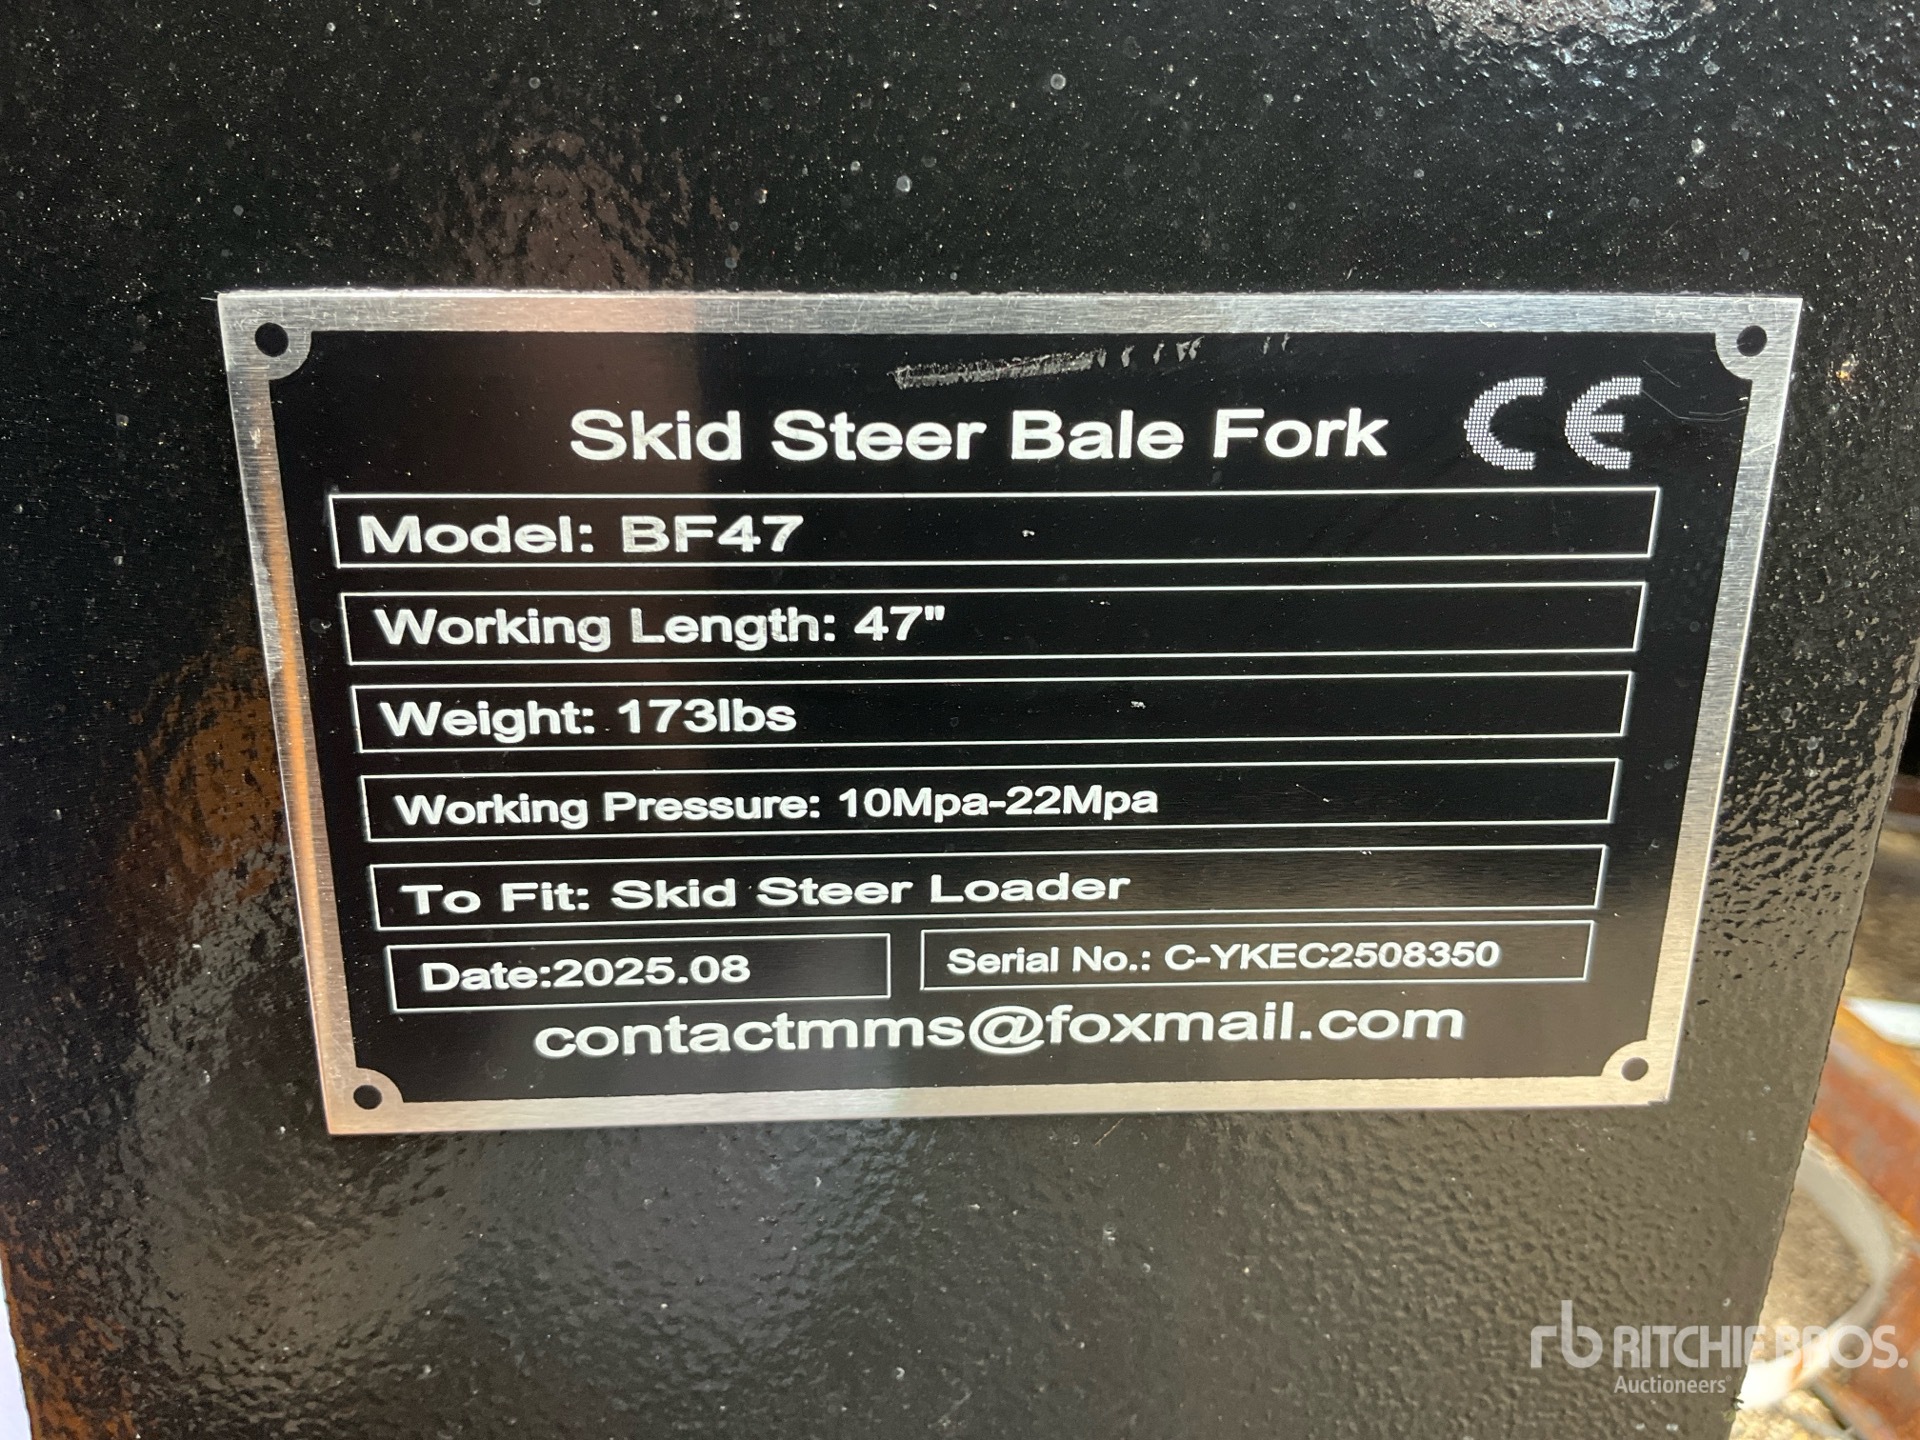 Skid Steer Bale Fork CE
Model: BF47
Working Length: 47"
Weight: 173lbs
Working Pressure: 10Mpa-22Mpa
To Fit: Skid Steer Loader
Date:2025.08 Serial No.: C-YKEC2508350
contactmms@foxmail.com
rb RITCHIE BROS.
Auctioneers